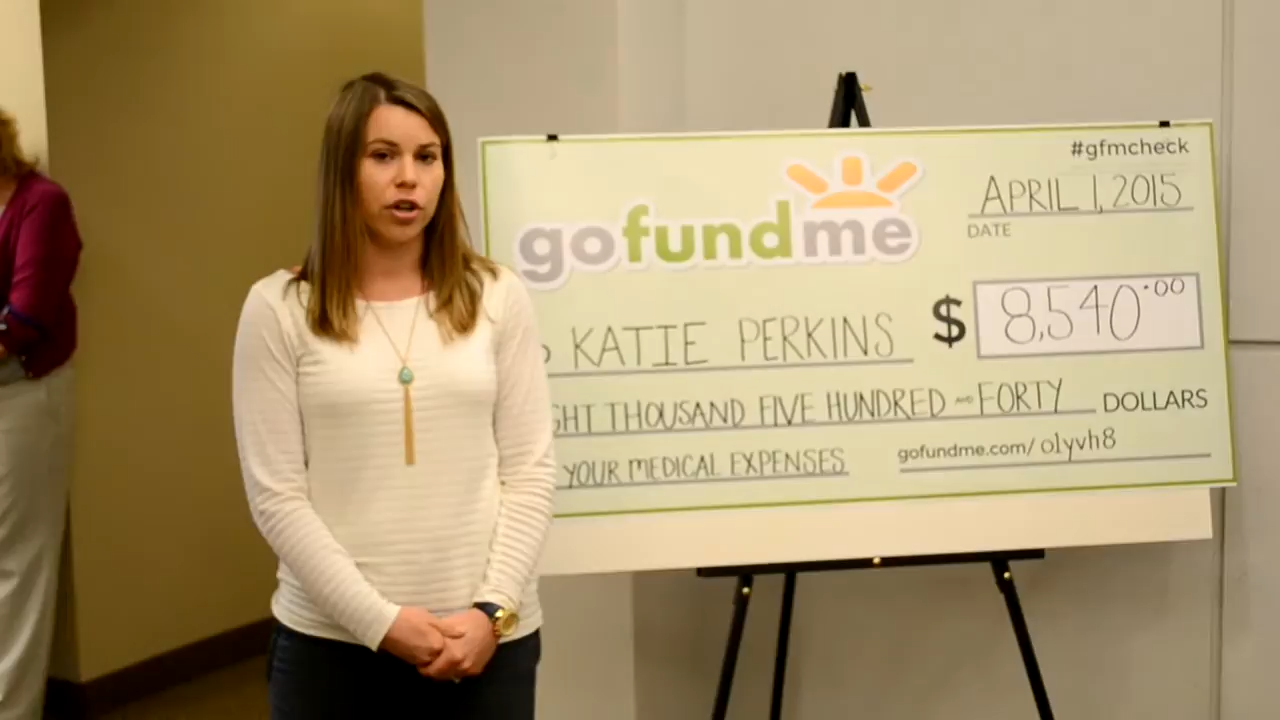 #gfmcheck
gofundme
APRIL 1, 2015
DATE
KATIE PERKINS
$ 8,540.00
THOUSAND FIVE HUNDRED AND FORTY DOLLARS
YOUR MEDICAL EXPENSES
gofundme.com/ olyvh8